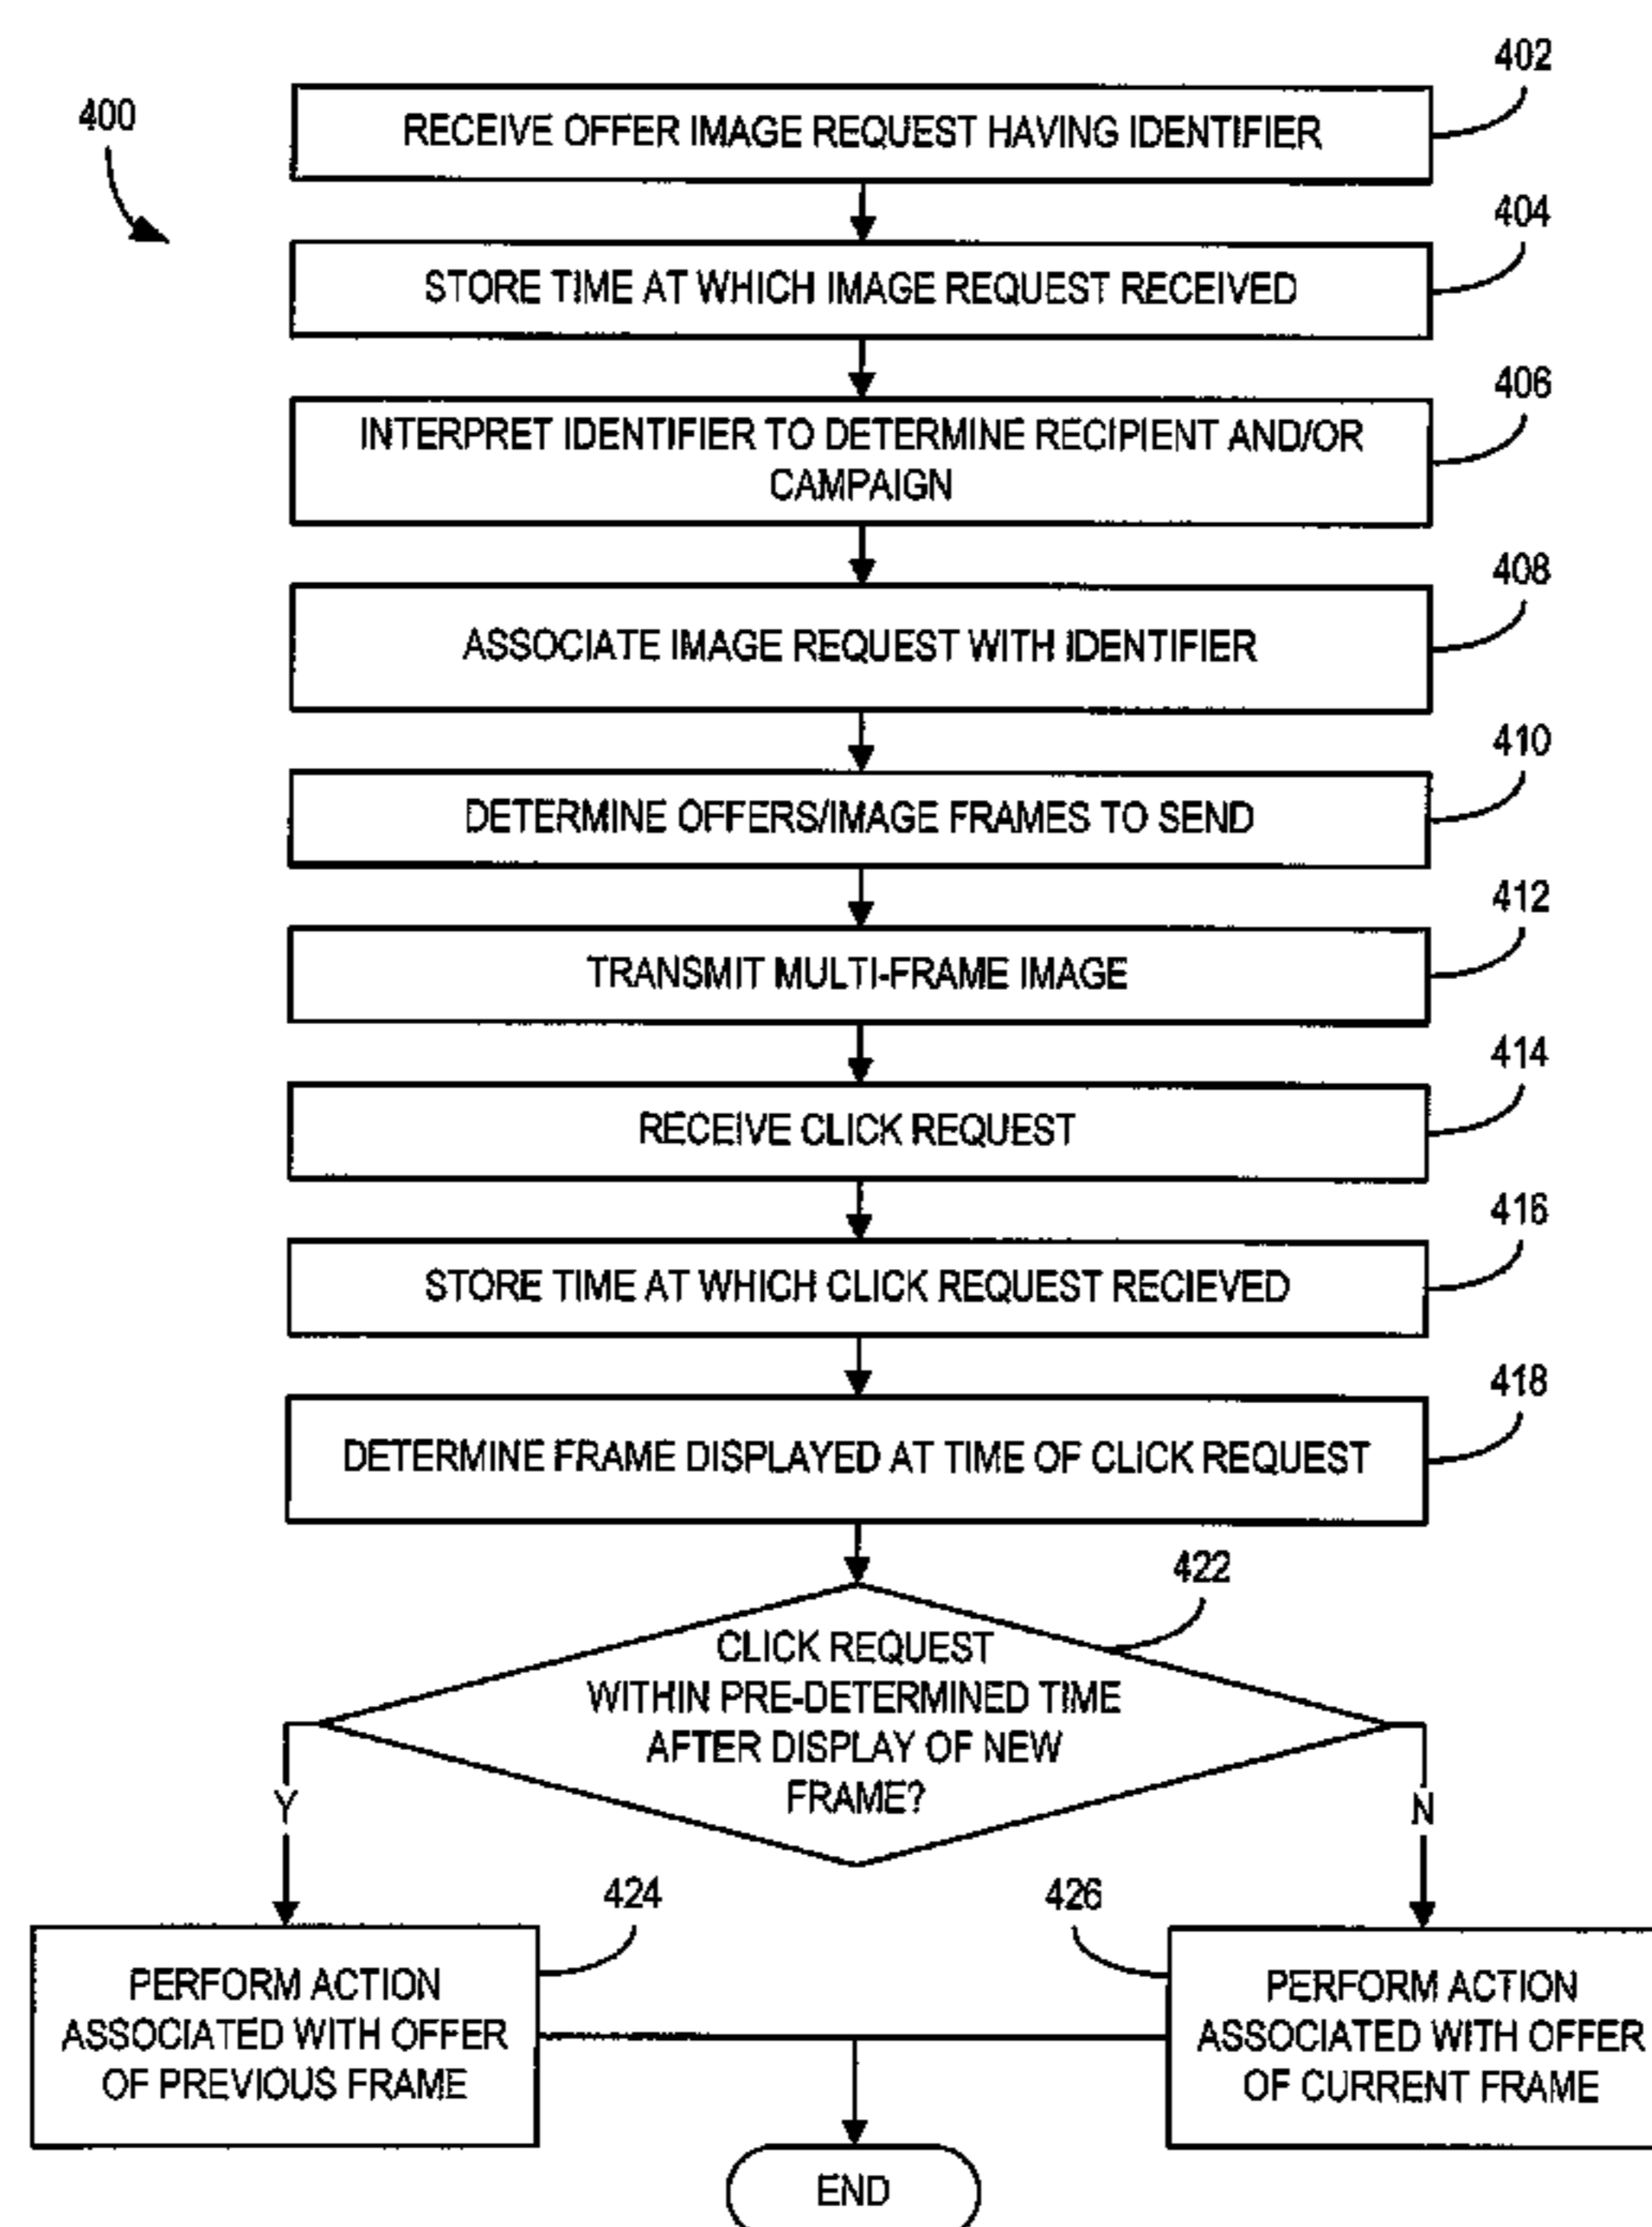 402
400
RECEIVE OFFER IMAGE REQUEST HAVING IDENTIFIER
404
STORE TIME AT WHICH IMAGE REQUEST RECEIVED
406
INTERPRET IDENTIFIER TO DETERMINE RECIPIENT AND/OR
CAMPAIGN
408
ASSOCIATE IMAGE REQUEST WITH IDENTIFIER
410
DETERMINE OFFERS/IMAGE FRAMES TO SEND
412
TRANSMIT MULTI-FRAME IMAGE
414
RECEIVE CLICK REQUEST
416
STORE TIME AT WHICH CLICK REQUEST RECIEVED
418
DETERMINE FRAME DISPLAYED AT TIME OF CLICK REQUEST
422
CLICK REQUEST
WITHIN PRE-DETERMINED TIME
AFTER DISPLAY OF NEW
FRAME?
Y
N
424
PERFORM ACTION
ASSOCIATED WITH OFFER
OF PREVIOUS FRAME
426
PERFORM ACTION
ASSOCIATED WITH OFFER
OF CURRENT FRAME
END